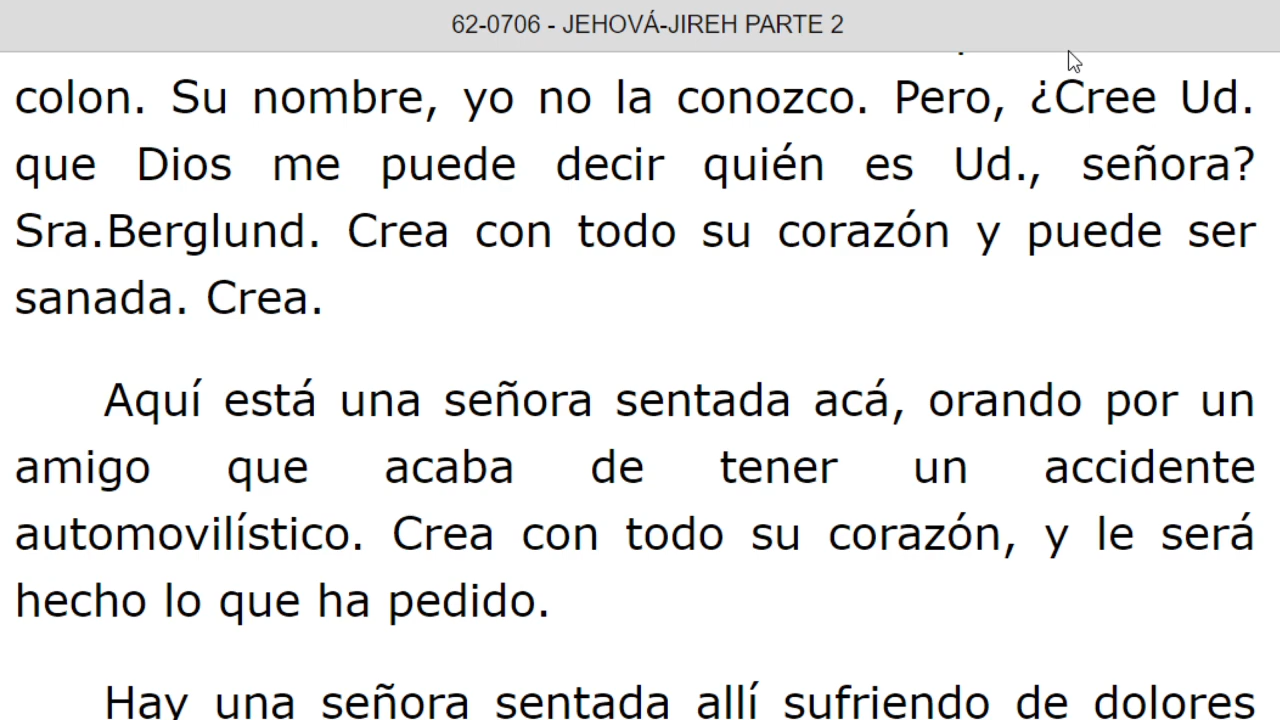 62-0706 - JEHOVÁ-JIREH PARTE 2
colon. Su nombre, yo no la conozco. Pero, ¿Cree Ud.
que Dios me puede decir quién es Ud., señora?
Sra.Berglund. Crea con todo su corazón y puede ser
sanada. Crea.
Aquí está una señora sentada acá, orando por un
amigo que acaba de tener un accidente
automovilístico. Crea con todo su corazón, y le será
hecho lo que ha pedido.
Hay una señora sentada allí sufriendo de dolores